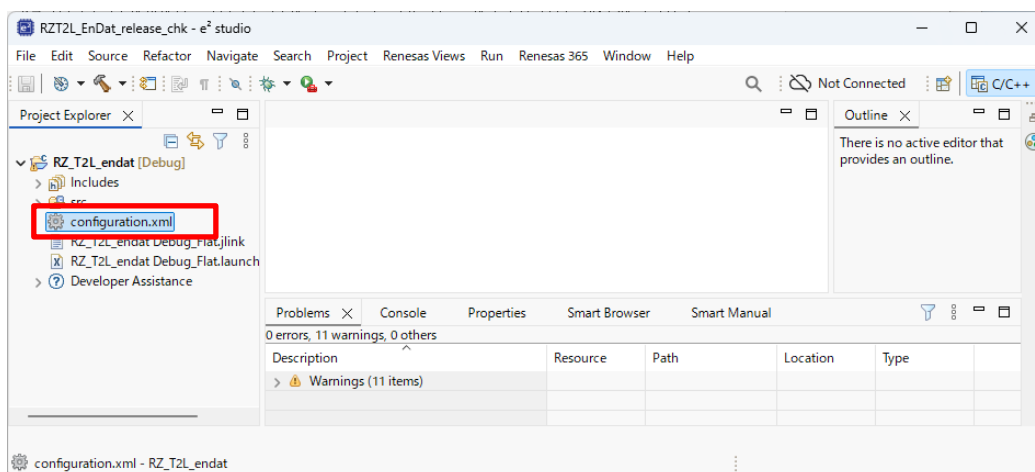 RZT2L_EnDat_release_chk - e² studio
File Edit Source Refactor Navigate Search Project Renesas Views Run Renesas 365 Window Help
Not Connected
C/C++
Project Explorer
Outline
There is no active editor that
provides an outline.
RZ_T2L_endat [Debug]
Includes
src
configuration.xml
RZ_T2L_endat Debug_Flat.jlink
RZ_T2L_endat Debug_Flat.launch
Developer Assistance
Problems Console Properties Smart Browser Smart Manual
0 errors, 11 warnings, 0 others
Description Resource Path Location Type
Warnings (11 items)
configuration.xml - RZ_T2L_endat